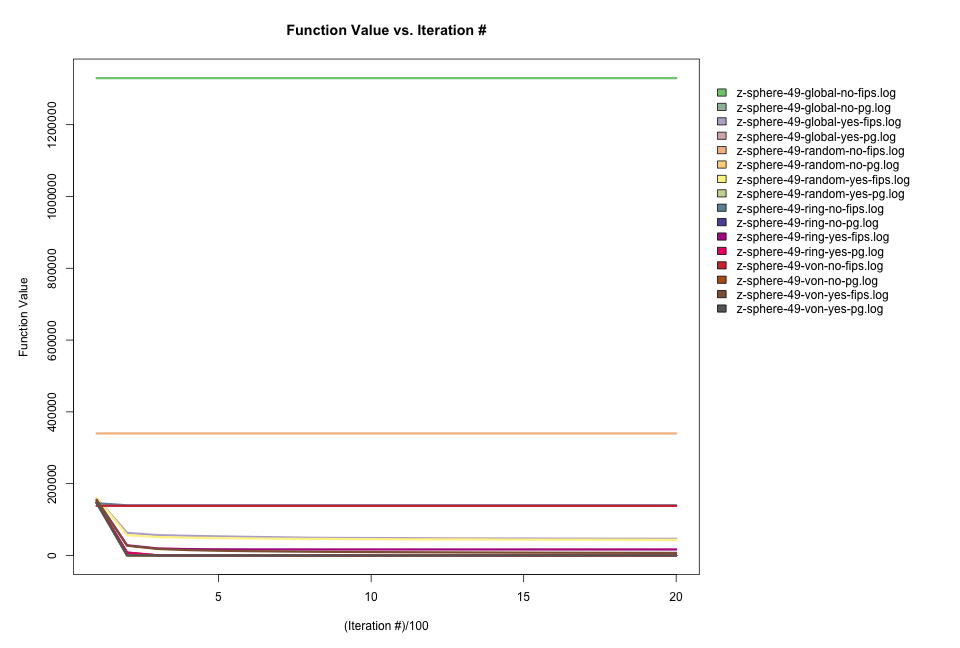 Function Value vs. Iteration #
Function Value
1200000
1000000
800000
600000
400000
200000
0
5
10
15
20
(Iteration #)/100
z-sphere-49-global-no-fips.log
z-sphere-49-global-no-pg.log
z-sphere-49-global-yes-fips.log
z-sphere-49-global-yes-pg.log
z-sphere-49-random-no-fips.log
z-sphere-49-random-no-pg.log
z-sphere-49-random-yes-fips.log
z-sphere-49-random-yes-pg.log
z-sphere-49-ring-no-fips.log
z-sphere-49-ring-no-pg.log
z-sphere-49-ring-yes-fips.log
z-sphere-49-ring-yes-pg.log
z-sphere-49-von-no-fips.log
z-sphere-49-von-no-pg.log
z-sphere-49-von-yes-fips.log
z-sphere-49-von-yes-pg.log